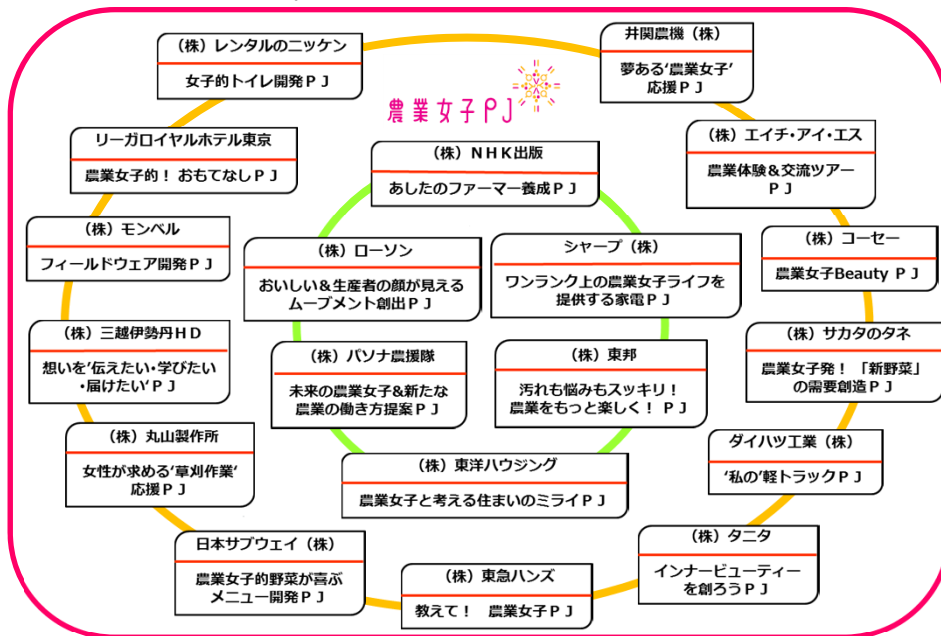 (株) レンタルのニッケン
女子的トイレ開発ＰＪ
井関農機 (株)
夢ある‘農業女子’
応援ＰＪ
農業女子PJ
リーガロイヤルホテル東京
農業女子的！ おもてなしＰＪ
(株) ＮＨＫ出版
あしたのファーマー養成ＰＪ
(株) エイチ・アイ・エス
農業体験＆交流ツアー
ＰＪ
(株) モンベル
フィールドウェア開発ＰＪ
(株) ローソン
おいしい＆生産者の顔が見える
ムーブメント創出ＰＪ
シャープ (株)
ワンランク上の農業女子ライフを
提供する家電ＰＪ
(株) コーセー
農業女子Beauty ＰＪ
(株) 三越伊勢丹ＨＤ
想いを‘伝えたい・学びたい
・届けたい‘ＰＪ
(株) パソナ農援隊
未来の農業女子＆新たな
農業の働き方提案ＰＪ
(株) 東邦
汚れも悩みもスッキリ！
農業をもっと楽しく！ ＰＪ
(株) サカタのタネ
農業女子発！ 「新野菜」
の需要創造ＰＪ
(株) 丸山製作所
女性が求める‘草刈作業‘
応援ＰＪ
(株) 東洋ハウジング
農業女子と考える住まいのミライＰＪ
ダイハツ工業 (株)
‘私の’軽トラックＰＪ
日本サブウェイ (株)
農業女子的野菜が喜ぶ
メニュー開発ＰＪ
(株) 東急ハンズ
教えて！ 農業女子ＰＪ
(株) タニタ
インナービューティー
を創ろうＰＪ